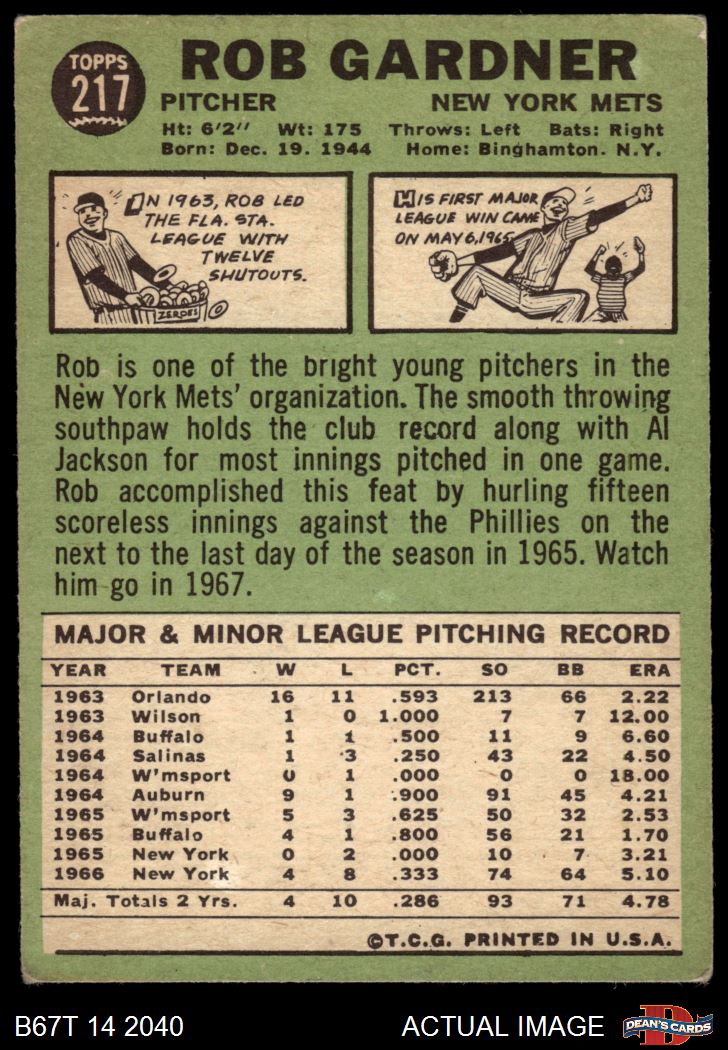 TOPPS
217
ROB GARDNER
PITCHER NEW YORK METS
Ht: 6'2'' Wt: 175 Throws: Left Bats: Right
Born: Dec. 19. 1944 Home: Binghamton. N.Y.
IN 1963, ROB LED
THE FLA. STA.
LEAGUE WITH
TWELVE
SHUTOUTS.
ZEROES
HIS FIRST MAJOR
LEAGUE WIN CAME
ON MAY 6, 1965
Rob is one of the bright young pitchers in the
New York Mets' organization. The smooth throwing
southpaw holds the club record along with Al
Jackson for most innings pitched in one game.
Rob accomplished this feat by hurling fifteen
scoreless innings against the Phillies on the
next to the last day of the season in 1965. Watch
him go in 1967.
MAJOR & MINOR LEAGUE PITCHING RECORD
YEAR TEAM W L PCT. SO BB ERA
1963 Orlando 16 11 .593 213 66 2.22
1963 Wilson 1 0 1.000 7 7 12.00
1964 Buffalo 1 1 .500 11 9 6.60
1964 Salinas 1 3 .250 43 22 4.50
1964 W'msport 0 1 .000 0 0 18.00
1964 Auburn 9 1 .900 91 45 4.21
1965 W'msport 5 3 .625 50 32 2.53
1965 Buffalo 4 1 .800 56 21 1.70
1965 New York 0 2 .000 10 7 3.21
1966 New York 4 8 .333 74 64 5.10
Maj. Totals 2 Yrs. 4 10 .286 93 71 4.78
©T.C.G. PRINTED IN U.S.A.
B67T 14 2040 ACTUAL IMAGE
D
DEAN'S CARDS